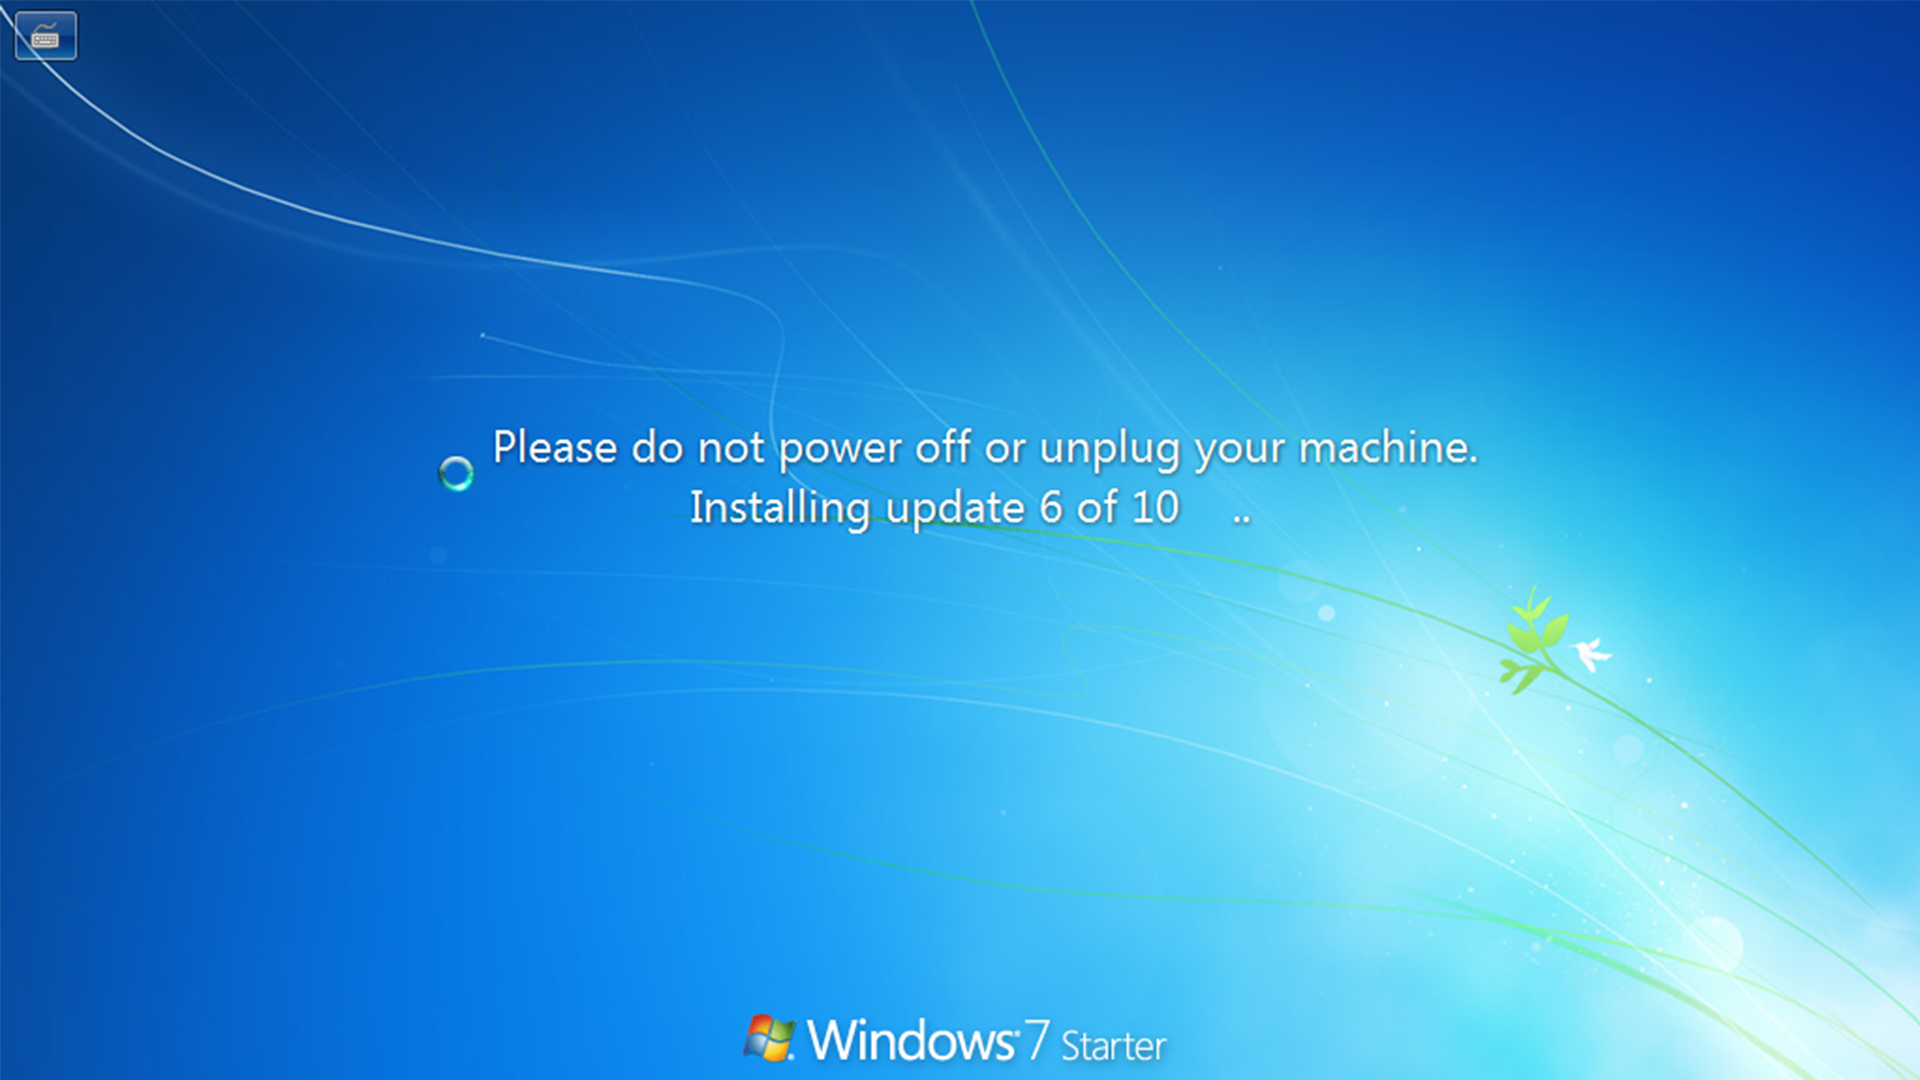 Please do not power off or unplug your machine.
Installing update 6 of 10 ..
Windows 7 Starter